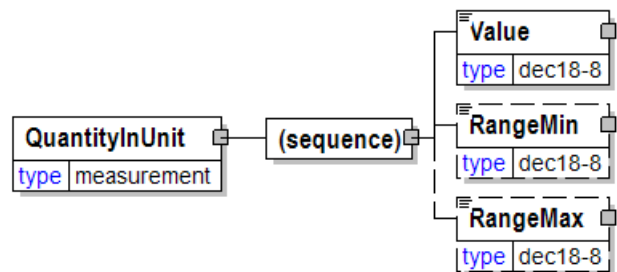 QuantityInUnit
type measurement
(sequence)
Value
type dec18-8
RangeMin
type dec18-8
RangeMax
type dec18-8